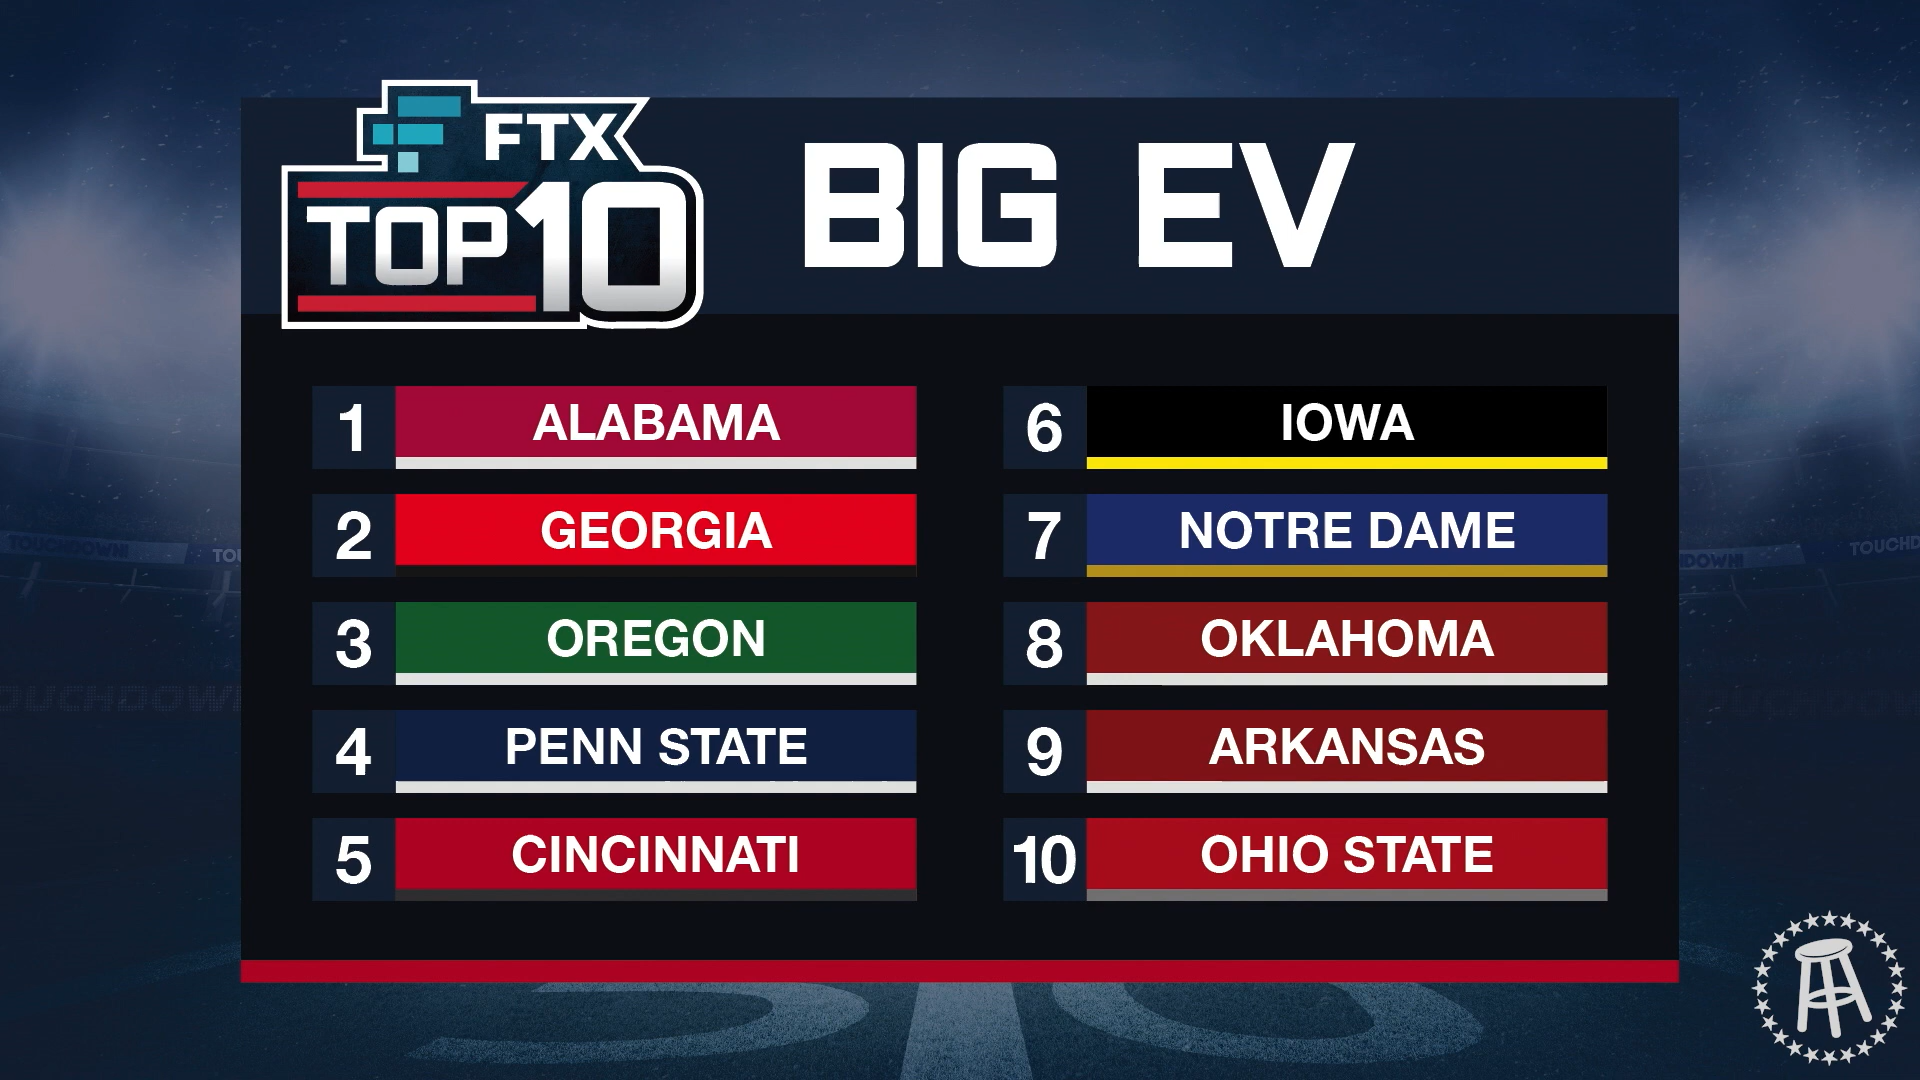 FTX
TOP 10
BIG EV
1 ALABAMA
2 GEORGIA
3 OREGON
4 PENN STATE
5 CINCINNATI
6 IOWA
7 NOTRE DAME
8 OKLAHOMA
9 ARKANSAS
10 OHIO STATE
TOUCHDOWN!